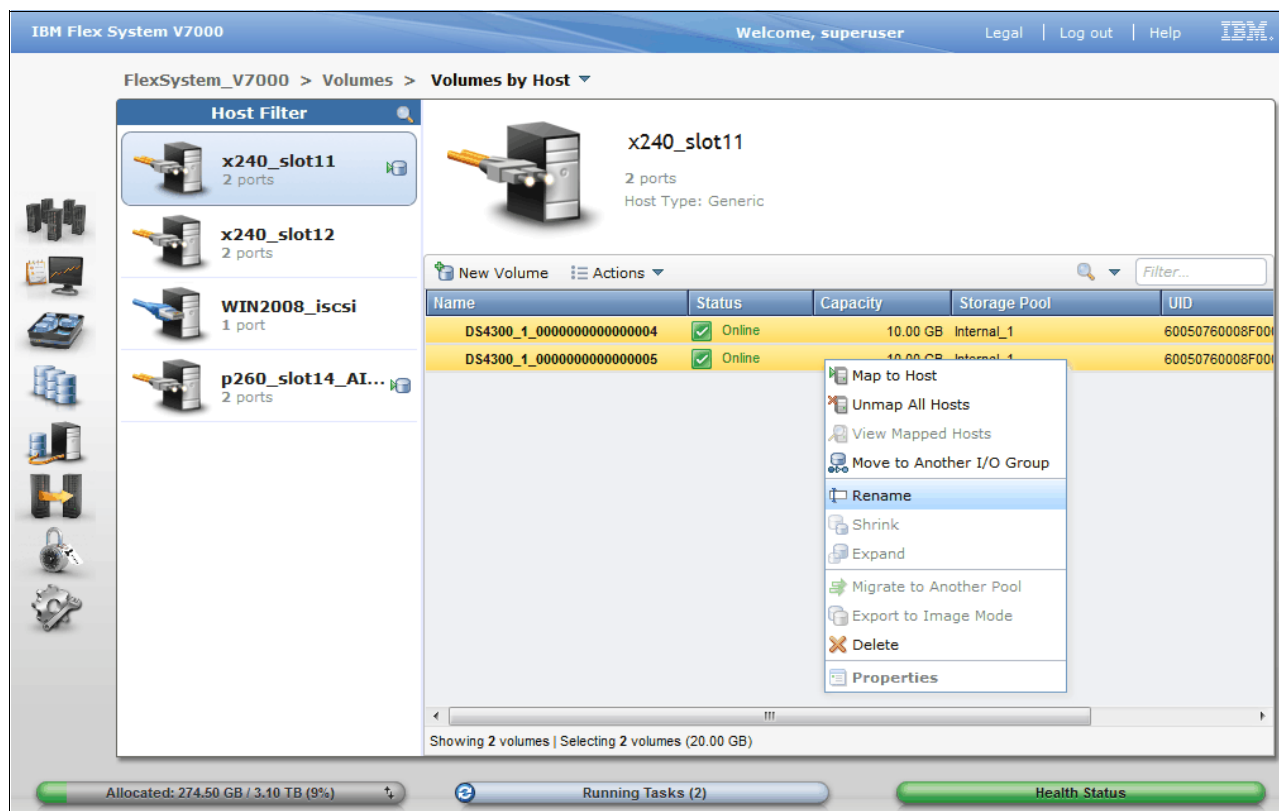 IBM Flex System V7000
Welcome, superuser
Legal | Log out | Help
IBM.
FlexSystem_V7000 > Volumes > Volumes by Host
Host Filter
x240_slot11
2 ports
x240_slot12
2 ports
WIN2008_iscsi
1 port
p260_slot14_AI...
2 ports
x240_slot11
2 ports
Host Type: Generic
New Volume Actions Filter...
Name Status Capacity Storage Pool UID
DS4300_1_0000000000000004 Online 10.00 GB Internal_1 60050760008F00
DS4300_1_0000000000000005 Online 10.00 GB Internal_1 60050760008F00
Map to Host
Unmap All Hosts
View Mapped Hosts
Move to Another I/O Group
Rename
Shrink
Expand
Migrate to Another Pool
Export to Image Mode
Delete
Properties
Showing 2 volumes | Selecting 2 volumes (20.00 GB)
Allocated: 274.50 GB / 3.10 TB (9%)
Running Tasks (2)
Health Status